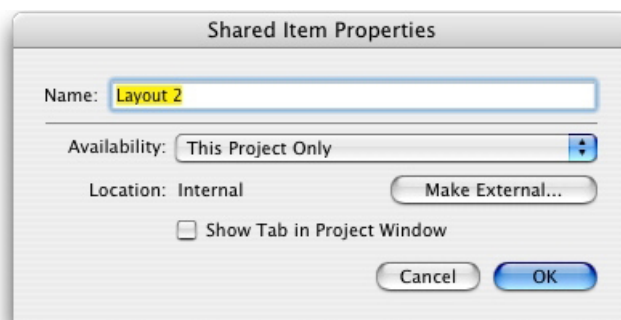 Shared Item Properties
Name: Layout 2
Availability: This Project Only
Location: Internal Make External...
Show Tab in Project Window
Cancel OK